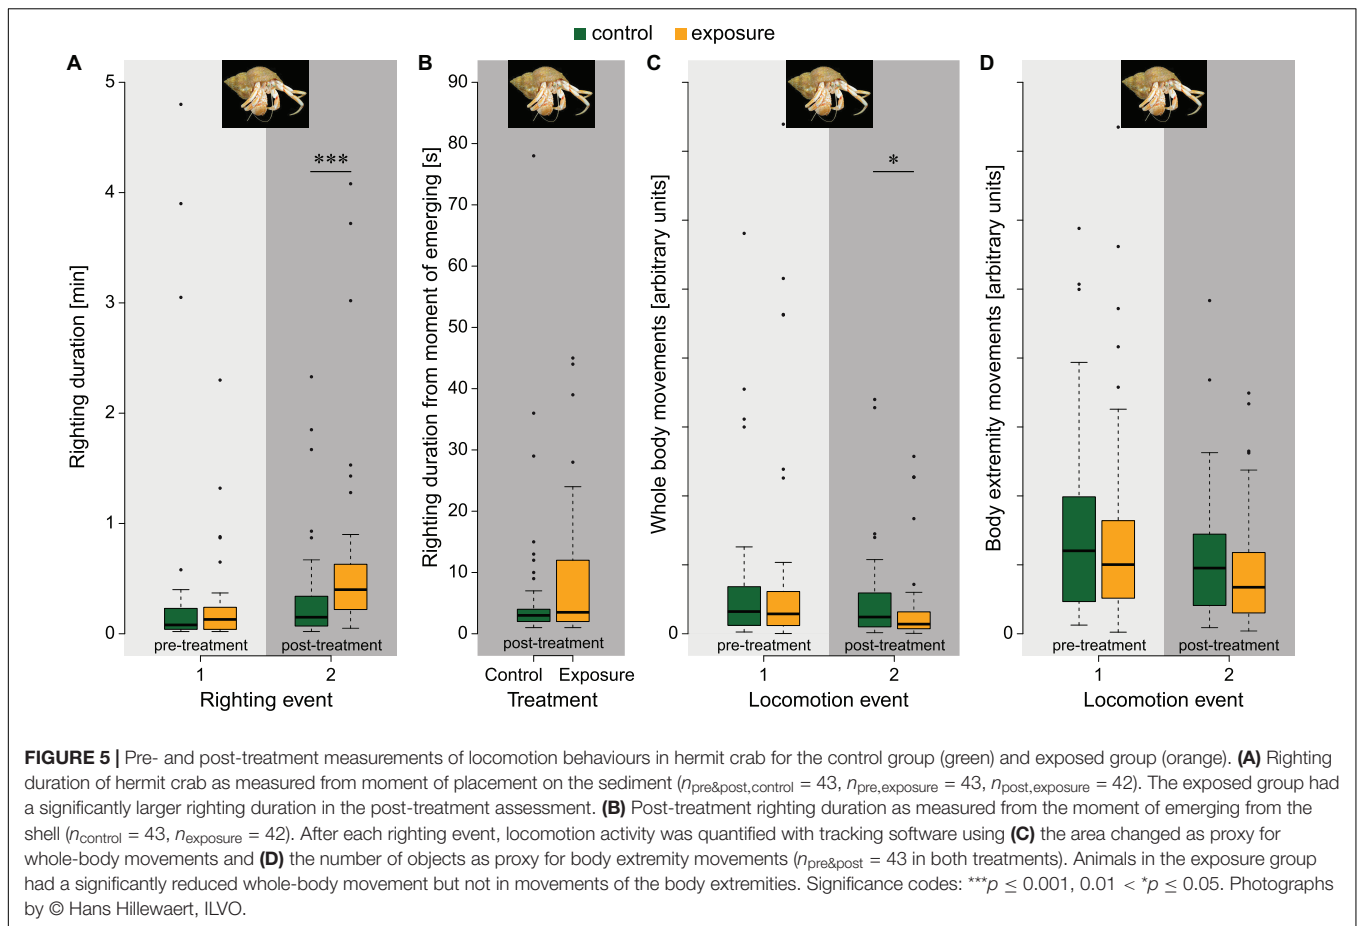 control exposure
A
B
C
D
Righting duration [min]
5
4
3
2
1
0
***
pre-treatment
post-treatment
1
2
Righting event
Righting duration from moment of emerging [s]
90
80
70
60
50
40
30
20
10
0
post-treatment
Control Exposure
Treatment
Whole body movements [arbitrary units]
0
*
pre-treatment
post-treatment
1
2
Locomotion event
Body extremity movements [arbitrary units]
0
pre-treatment
post-treatment
1
2
Locomotion event
FIGURE 5 | Pre- and post-treatment measurements of locomotion behaviours in hermit crab for the control group (green) and exposed group (orange). (A) Righting
duration of hermit crab as measured from moment of placement on the sediment (npre&post,control = 43, npre,exposure = 43, npost,exposure = 42). The exposed group had
a significantly larger righting duration in the post-treatment assessment. (B) Post-treatment righting duration as measured from the moment of emerging from the
shell (ncontrol = 43, nexposure = 42). After each righting event, locomotion activity was quantified with tracking software using (C) the area changed as proxy for
whole-body movements and (D) the number of objects as proxy for body extremity movements (npre&post = 43 in both treatments). Animals in the exposure group
had a significantly reduced whole-body movement but not in movements of the body extremities. Significance codes: ***p ≤ 0.001, 0.01 < *p ≤ 0.05. Photographs
by © Hans Hillewaert, ILVO.